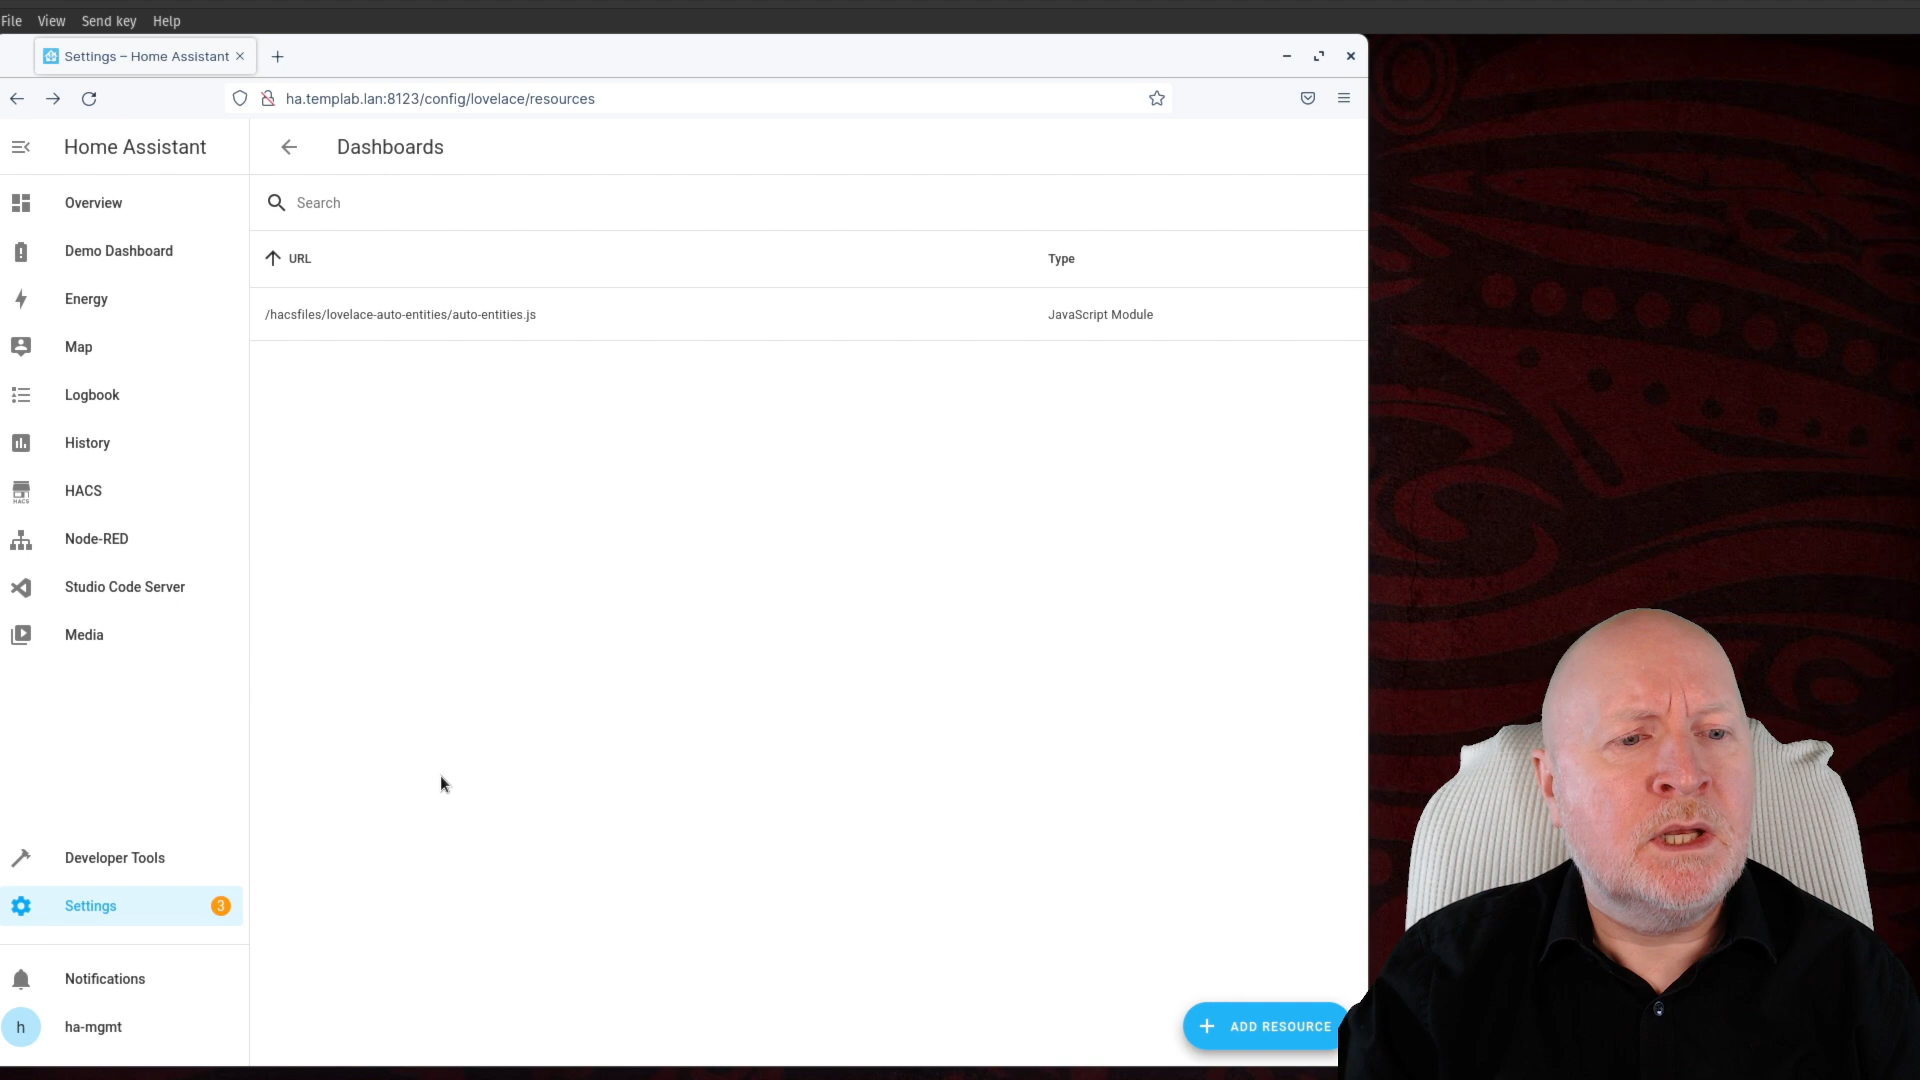 File View Send key Help
Settings – Home Assistant
ha.templab.lan:8123/config/lovelace/resources
Home Assistant
Dashboards
Overview
Demo Dashboard
Energy
Map
Logbook
History
HACS
HACS
Node-RED
Studio Code Server
Media
Developer Tools
Settings 3
Notifications
h ha-mgmt
Search
URL Type
/hacsfiles/lovelace-auto-entities/auto-entities.js JavaScript Module
ADD RESOURCE